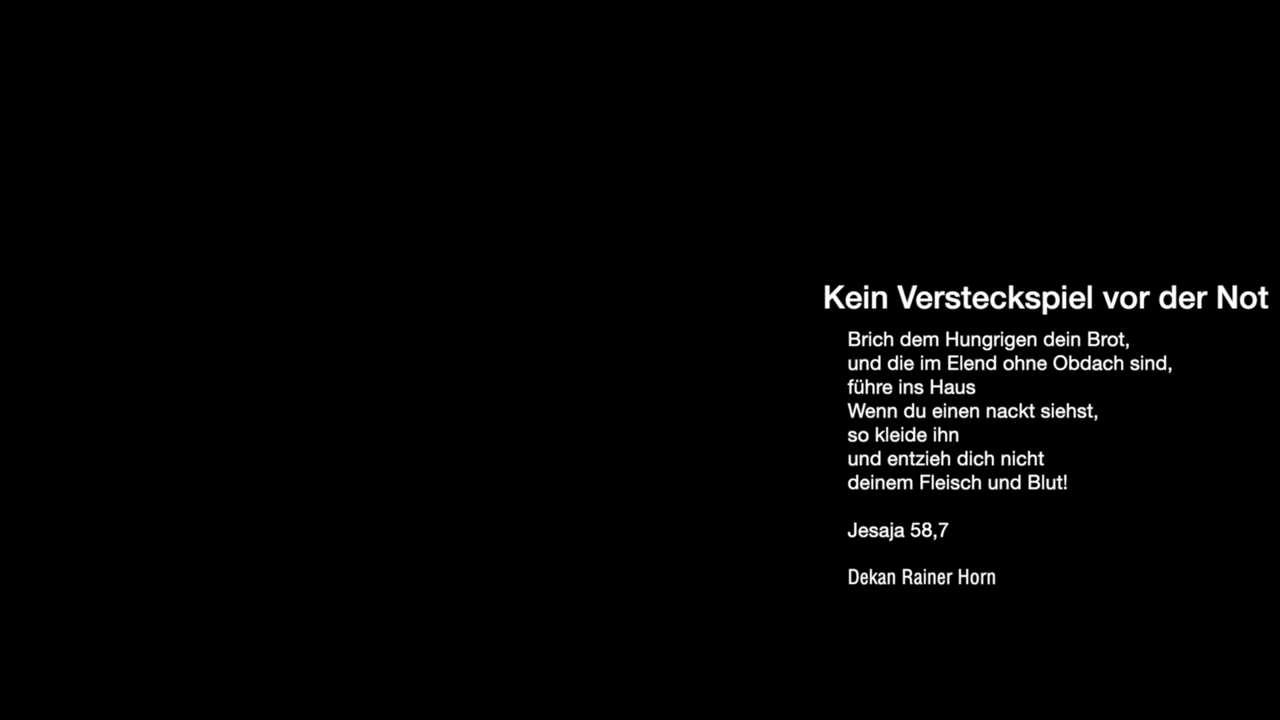 Kein Versteckspiel vor der Not
Brich dem Hungrigen dein Brot,
und die im Elend ohne Obdach sind,
führe ins Haus
Wenn du einen nackt siehst,
so kleide ihn
und entzieh dich nicht
deinem Fleisch und Blut!
Jesaja 58,7
Dekan Rainer Horn